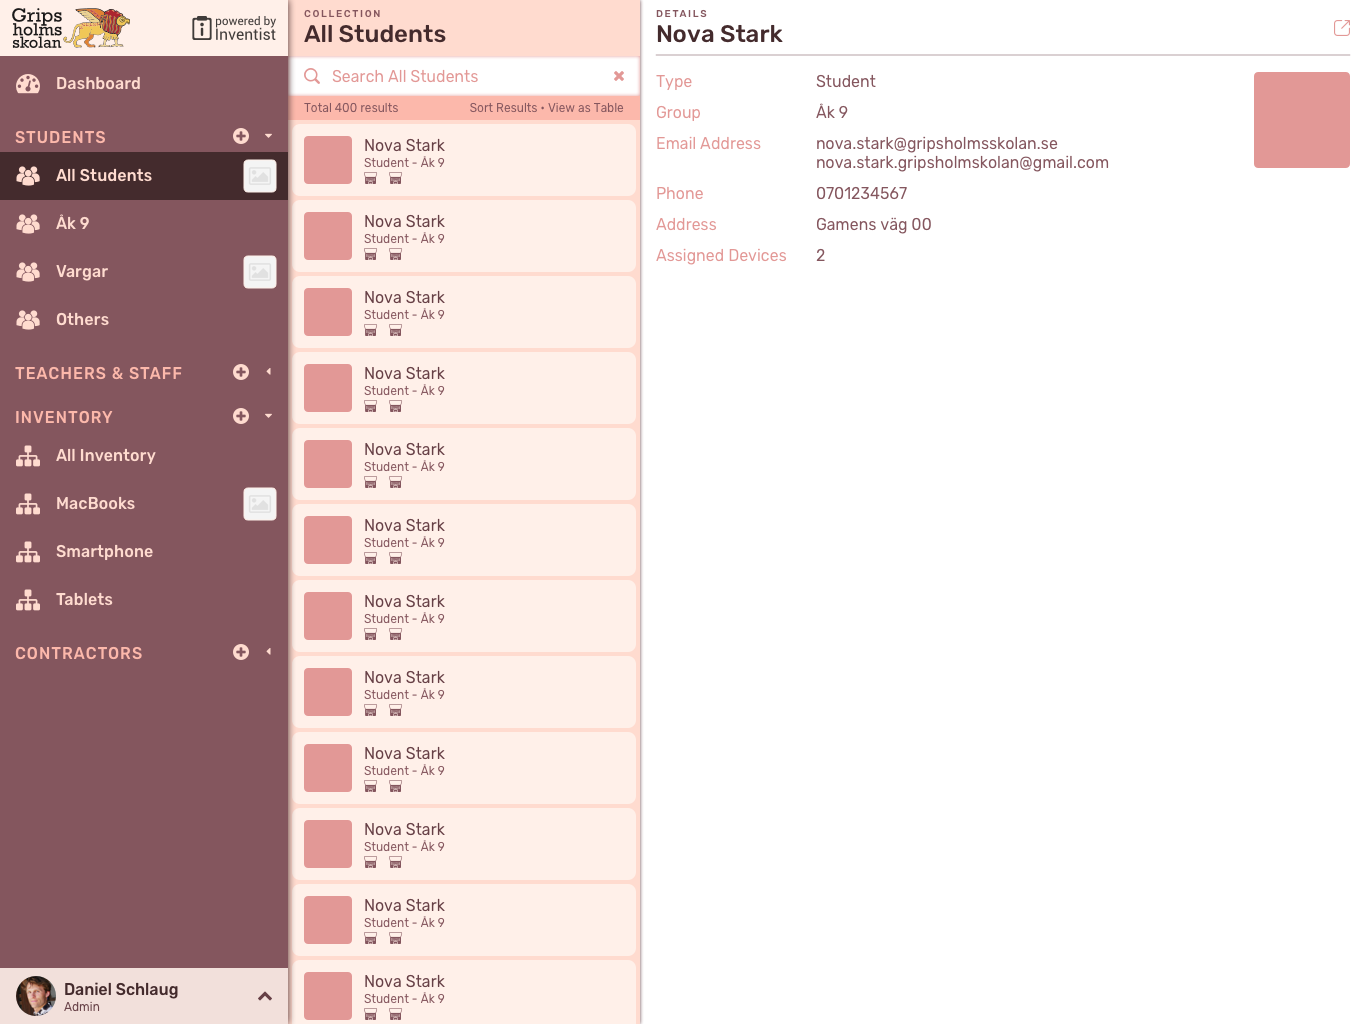 Grips
holms
skolan
powered by
Inventist
Dashboard
STUDENTS
All Students
Åk 9
Vargar
Others
TEACHERS & STAFF
INVENTORY
All Inventory
MacBooks
Smartphone
Tablets
CONTRACTORS
Daniel Schlaug
Admin
COLLECTION
All Students
Search All Students
Total 400 results
Sort Results • View as Table
Nova Stark
Student - Åk 9
Nova Stark
Student - Åk 9
Nova Stark
Student - Åk 9
Nova Stark
Student - Åk 9
Nova Stark
Student - Åk 9
Nova Stark
Student - Åk 9
Nova Stark
Student - Åk 9
Nova Stark
Student - Åk 9
Nova Stark
Student - Åk 9
Nova Stark
Student - Åk 9
Nova Stark
Student - Åk 9
Nova Stark
Student - Åk 9
DETAILS
Nova Stark
Type Student
Group Åk 9
Email Address nova.stark@gripsholmsskolan.se
nova.stark.gripsholmskolan@gmail.com
Phone 0701234567
Address Gamens väg 00
Assigned Devices 2